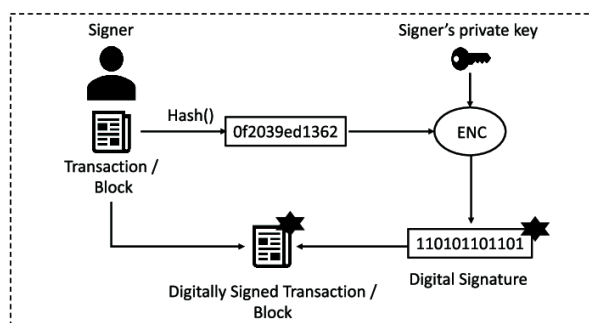 Signer
Signer's private key
Hash()
0f2039ed1362
ENC
Transaction /
Block
110101101101
Digital Signature
Digitally Signed Transaction /
Block